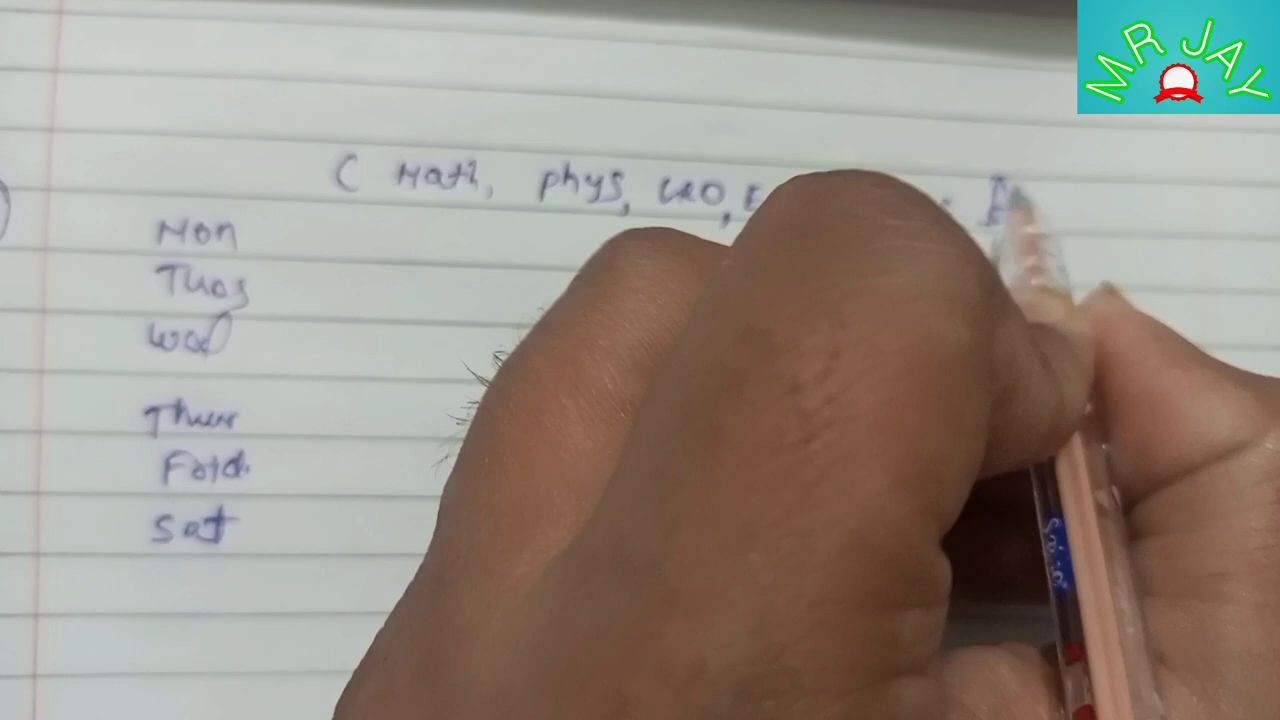 MR JAY
( Math, phys, GEO, E
Mon
Tues
Wed
Thur
Frid.
Sat